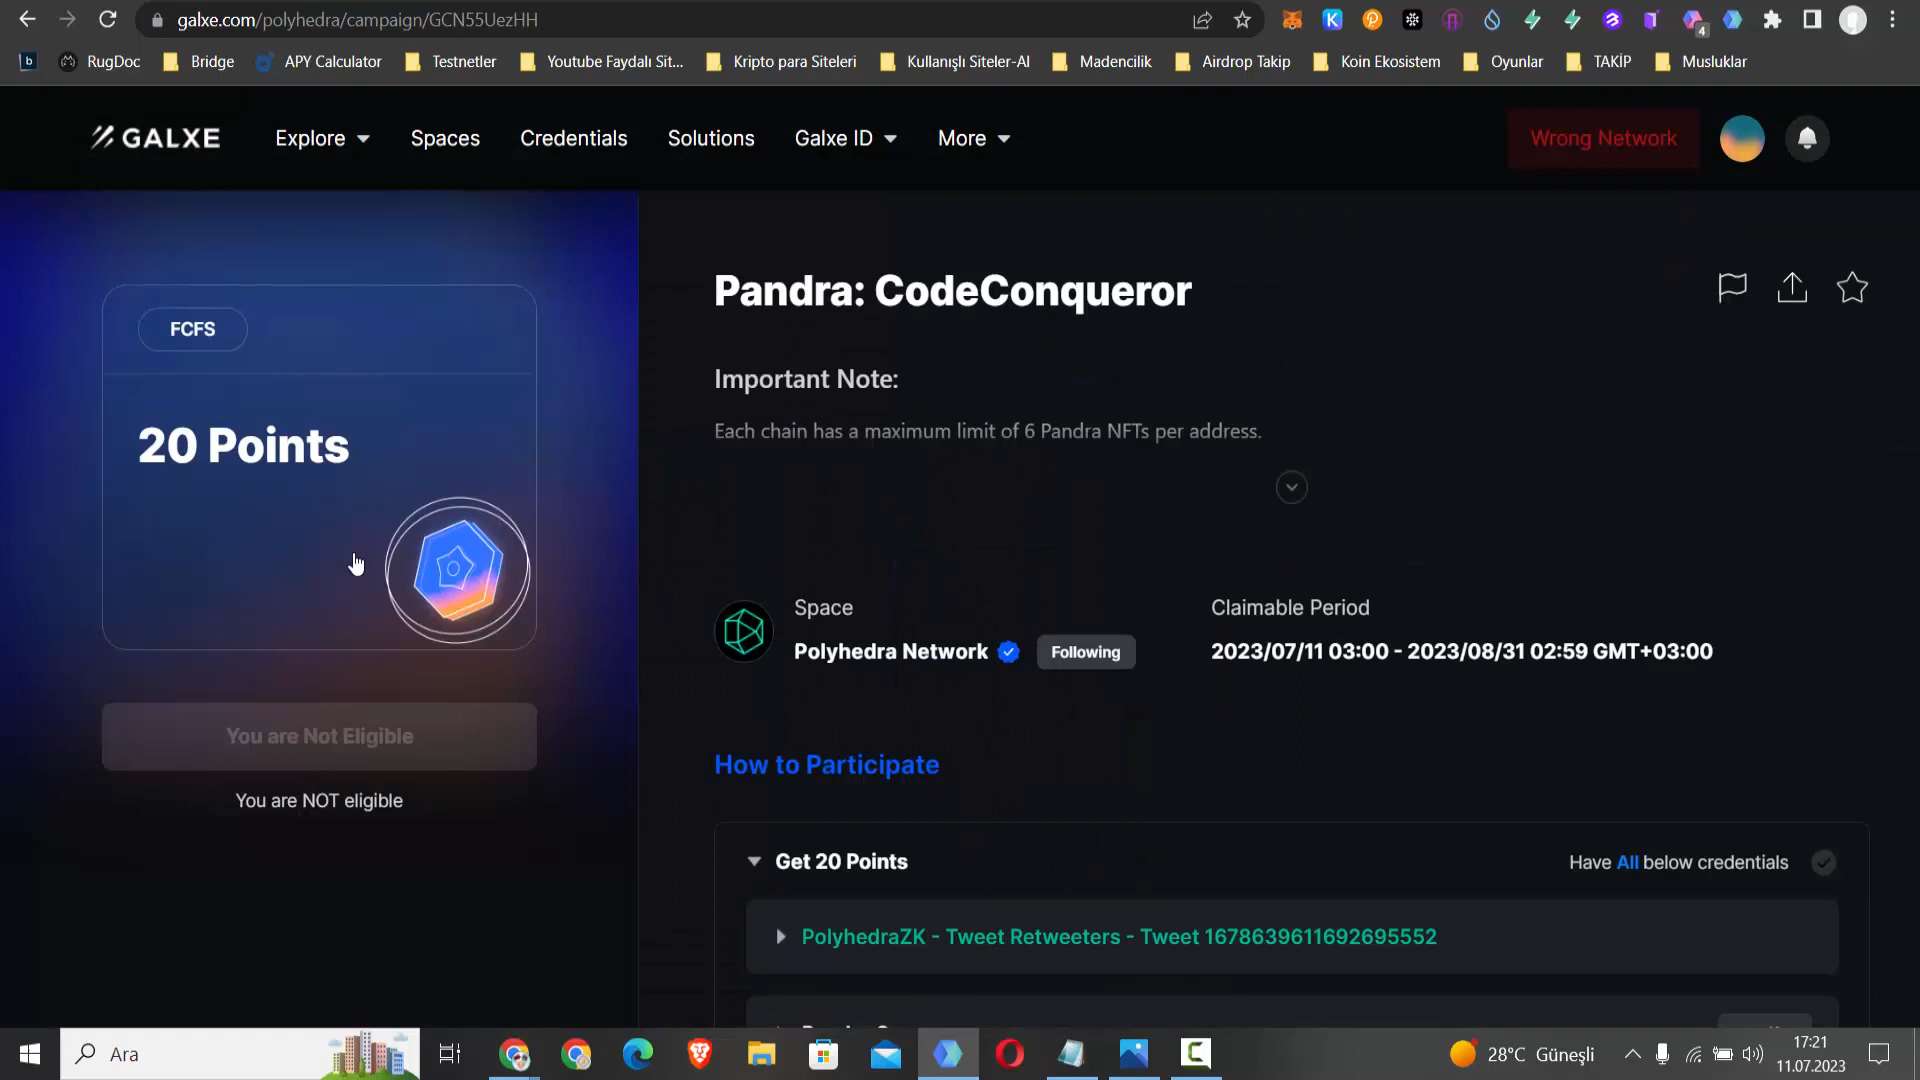 galxe.com/polyhedra/campaign/GCN55UezHH
4
b
RugDoc
Bridge
APY Calculator
Testnetler
Youtube Faydalı Sit...
Kripto para Siteleri
Kullanışlı Siteler-AI
Madencilik
Airdrop Takip
Koin Ekosistem
Oyunlar
TAKİP
Musluklar
GALXE
Explore
Spaces
Credentials
Solutions
Galxe ID
More
Wrong Network
FCFS
20 Points
You are Not Eligible
You are NOT eligible
Pandra: CodeConqueror
Important Note:
Each chain has a maximum limit of 6 Pandra NFTs per address.
Space
Polyhedra Network
Following
Claimable Period
2023/07/11 03:00 - 2023/08/31 02:59 GMT+03:00
How to Participate
Get 20 Points
Have All below credentials
PolyhedraZK - Tweet Retweeters - Tweet 1678639611692695552
Ara
28°C Güneşli
17:21
11.07.2023